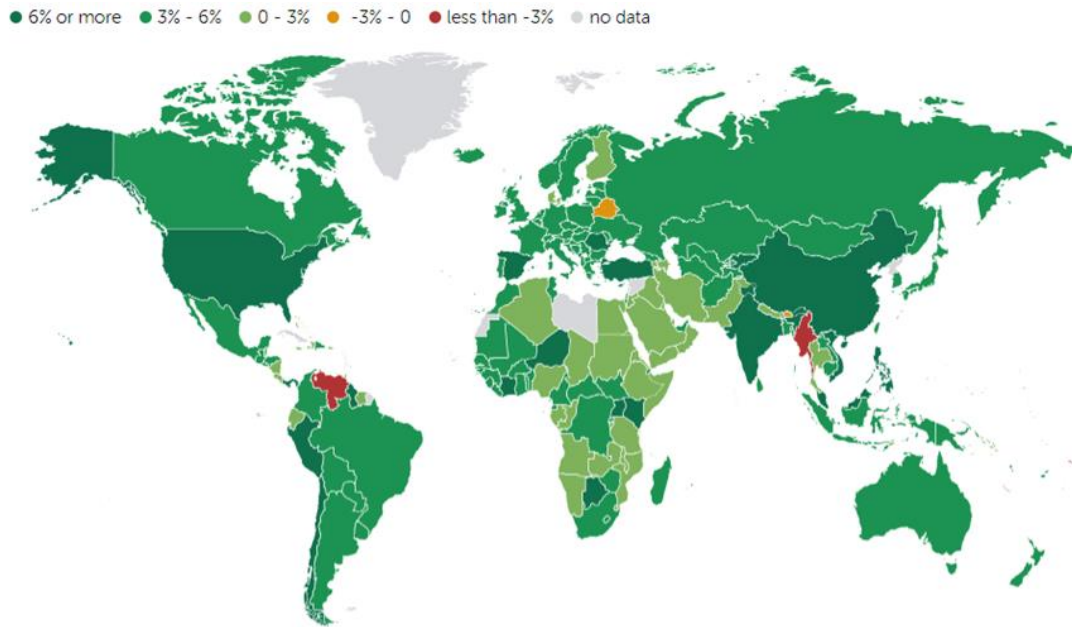 6% or more 3% - 6% 0 - 3% -3% - 0 less than -3% no data